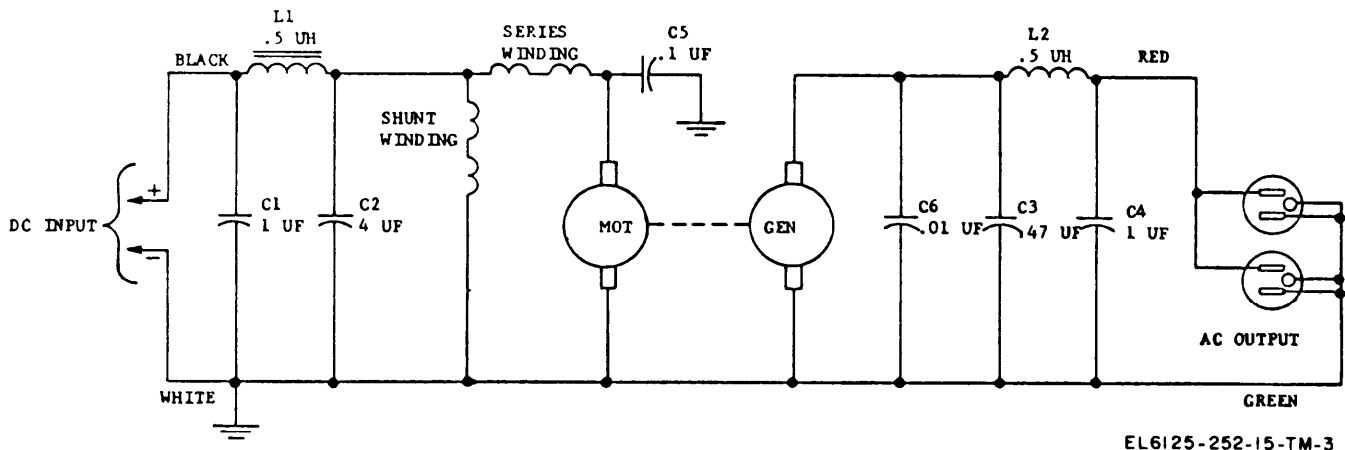 L1
.5 UH
BLACK
SERIES
WINDING
C5
.1 UF
L2
.5 UH
RED
SHUNT
WINDING
+
DC INPUT
-
C1
1 UF
C2
4 UF
MOT
GEN
C6
.01 UF
C3
.47 UF
C4
1 UF
AC OUTPUT
WHITE
GREEN
EL6125-252-15-TM-3